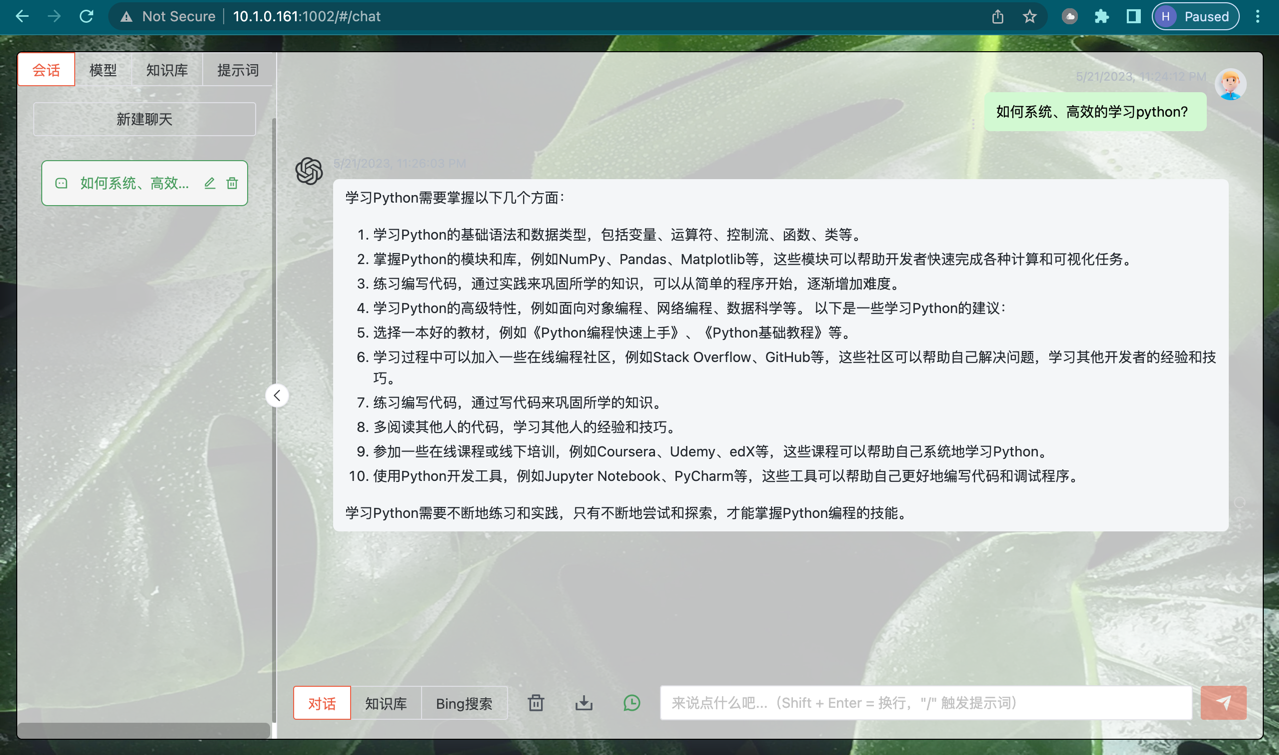 Not Secure
10.1.0.161:1002/#/chat
H
Paused
会话
模型
知识库
提示词
新建聊天
如何系统、高效...
5/21/2023, 11:24:12 PM
如何系统、高效的学习python?
5/21/2023, 11:26:03 PM
学习Python需要掌握以下几个方面：
1. 学习Python的基础语法和数据类型，包括变量、运算符、控制流、函数、类等。
2. 掌握Python的模块和库，例如NumPy、Pandas、Matplotlib等，这些模块可以帮助开发者快速完成各种计算和可视化任务。
3. 练习编写代码，通过实践来巩固所学的知识，可以从简单的程序开始，逐渐增加难度。
4. 学习Python的高级特性，例如面向对象编程、网络编程、数据科学等。 以下是一些学习Python的建议：
5. 选择一本好的教材，例如《Python编程快速上手》、《Python基础教程》等。
6. 学习过程中可以加入一些在线编程社区，例如Stack Overflow、GitHub等，这些社区可以帮助自己解决问题，学习其他开发者的经验和技
巧。
7. 练习编写代码，通过写代码来巩固所学的知识。
8. 多阅读其他人的代码，学习其他人的经验和技巧。
9. 参加一些在线课程或线下培训，例如Coursera、Udemy、edX等，这些课程可以帮助自己系统地学习Python。
10. 使用Python开发工具，例如Jupyter Notebook、PyCharm等，这些工具可以帮助自己更好地编写代码和调试程序。
学习Python需要不断地练习和实践，只有不断地尝试和探索，才能掌握Python编程的技能。
对话
知识库
Bing搜索
来说点什么吧...（Shift + Enter = 换行，"/" 触发提示词）